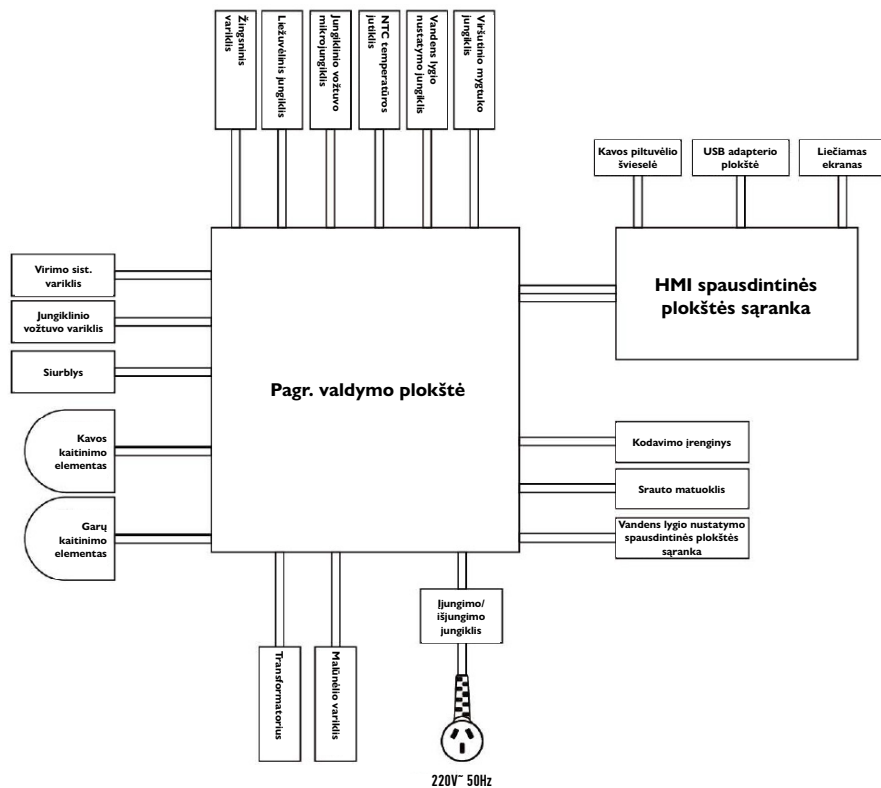 Žingsninis
variklis
Liežuvėlinis jungiklis
Jungiklinio vožtuvo
mikrojungiklis
NTC temperatūros
jutiklis
Vandens lygio
nustatymo jungiklis
Viršutinio mygtuko
jungiklis
Kavos piltuvėlio
švieselė
USB adapterio
plokštė
Liečiamas
ekranas
Virimo sist.
variklis
Jungiklinio
vožtuvo variklis
Siurblys
Kavos
kaitinimo
elementas
Garų
kaitinimo
elementas
Pagr. valdymo plokštė
HMI spausdintinės
plokštės sąranka
Kodavimo įrenginys
Srauto matuoklis
Vandens lygio nustatymo
spausdintinės plokštės
sąranka
Transformatorius
Malūnėlio variklis
Įjungimo/
išjungimo
jungiklis
220V~ 50Hz